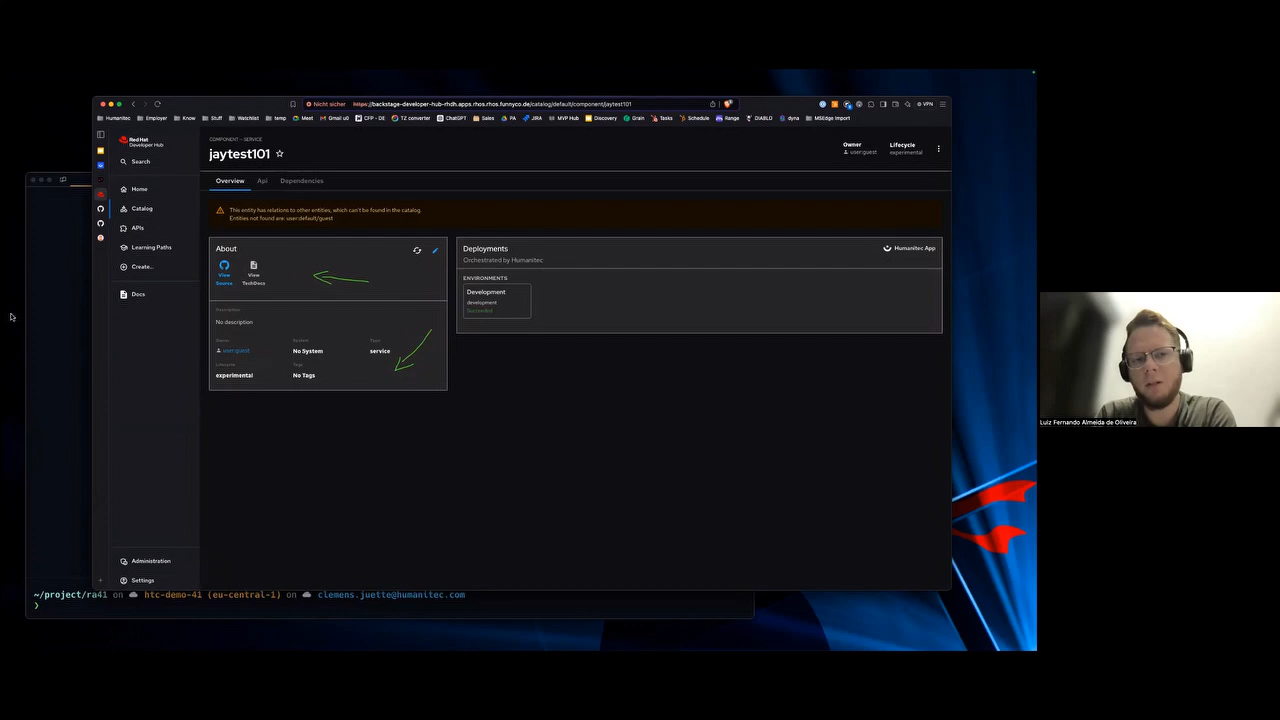 Nicht sicher https://backstage-developer-hub-rhdh.apps.rhos.rhos.funnyco.de/catalog/default/component/jaytest101
VPN
Humanitec Employer Know Stuff Watchlist temp Meet Gmail u0 CFP - DE TZ converter ChatGPT Sales PA JIRA MVP Hub Discovery Grain Tasks Schedule Range DIABLO dyna MSEdge import
Red Hat
Developer Hub
Search
Home
Catalog
APIs
Learning Paths
Create...
Docs
Administration
Settings
COMPONENT — SERVICE
jaytest101
Owner
user:guest
Lifecycle
experimental
Overview Api Dependencies
This entity has relations to other entities, which can't be found in the catalog.
Entities not found are: user:default/guest
About
View
Source
View
TechDocs
Description
No description
Owner
user:guest
System
No System
Type
service
Lifecycle
experimental
Tags
No Tags
Deployments
Humanitec App
Orchestrated by Humanitec
ENVIRONMENTS
Development
development
Succeeded
~/project/ra41 on htc-demo-41 (eu-central-1) on clemens.juette@humanitec.com
❯
Luiz Fernando Almeida de Oliveira